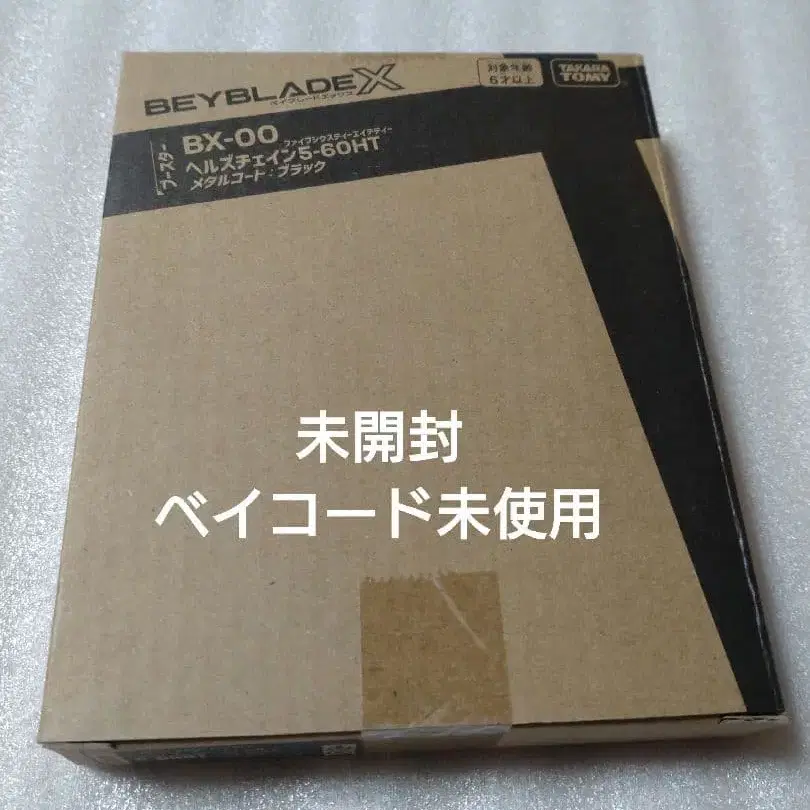 BEYBLADE X
ベイブレードエックス
対象年齢
6才以上
TAKARA
TOMY
ブースター
BX-00
ファイブシクスティーエイチティー
ヘルズチェイン5-60HT
メタルコート:ブラック
未開封
ベイコード未使用